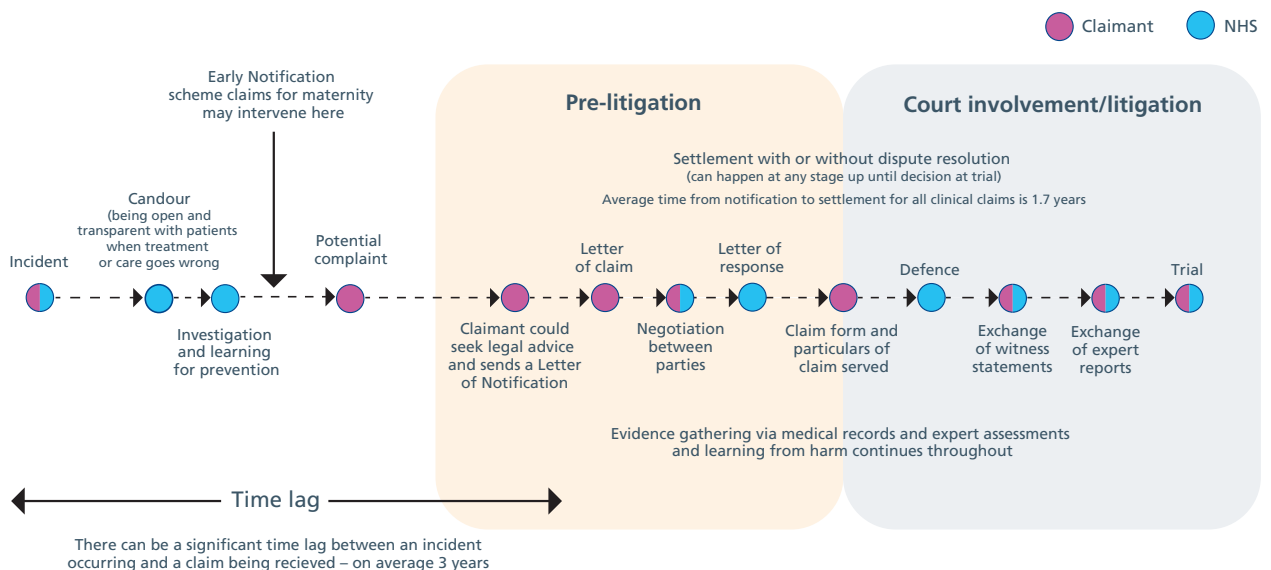 Claimant
NHS
Early Notification
scheme claims for maternity
may intervene here
Pre-litigation
Court involvement/litigation
Settlement with or without dispute resolution
(can happen at any stage up until decision at trial)
Average time from notification to settlement for all clinical claims is 1.7 years
Incident
Candour
(being open and
transparent with patients
when treatment
or care goes wrong
Investigation
and learning
for prevention
Potential
complaint
Claimant could
seek legal advice
and sends a Letter
of Notification
Letter
of claim
Negotiation
between
parties
Letter of
response
Claim form and
particulars of
claim served
Defence
Exchange
of witness
statements
Exchange
of expert
reports
Trial
Evidence gathering via medical records and expert assessments
and learning from harm continues throughout
Time lag
There can be a significant time lag between an incident
occurring and a claim being recieved – on average 3 years